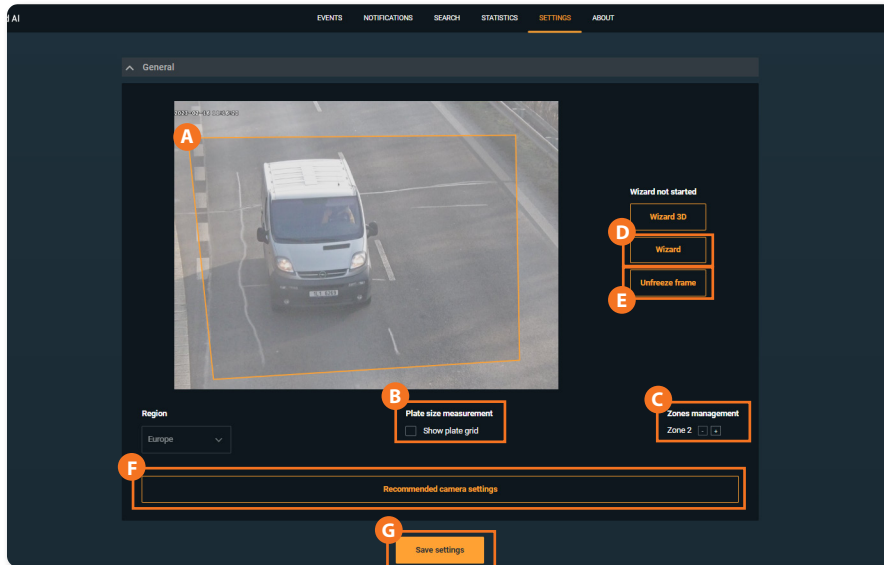 d AI
EVENTS NOTIFICATIONS SEARCH STATISTICS SETTINGS ABOUT
General
A
Wizard not started
Wizard 3D
D
Wizard
E
Unfreeze frame
Region
Europe
B
Plate size measurement
Show plate grid
C
Zones management
Zone 2 - +
F
Recommended camera settings
G
Save settings